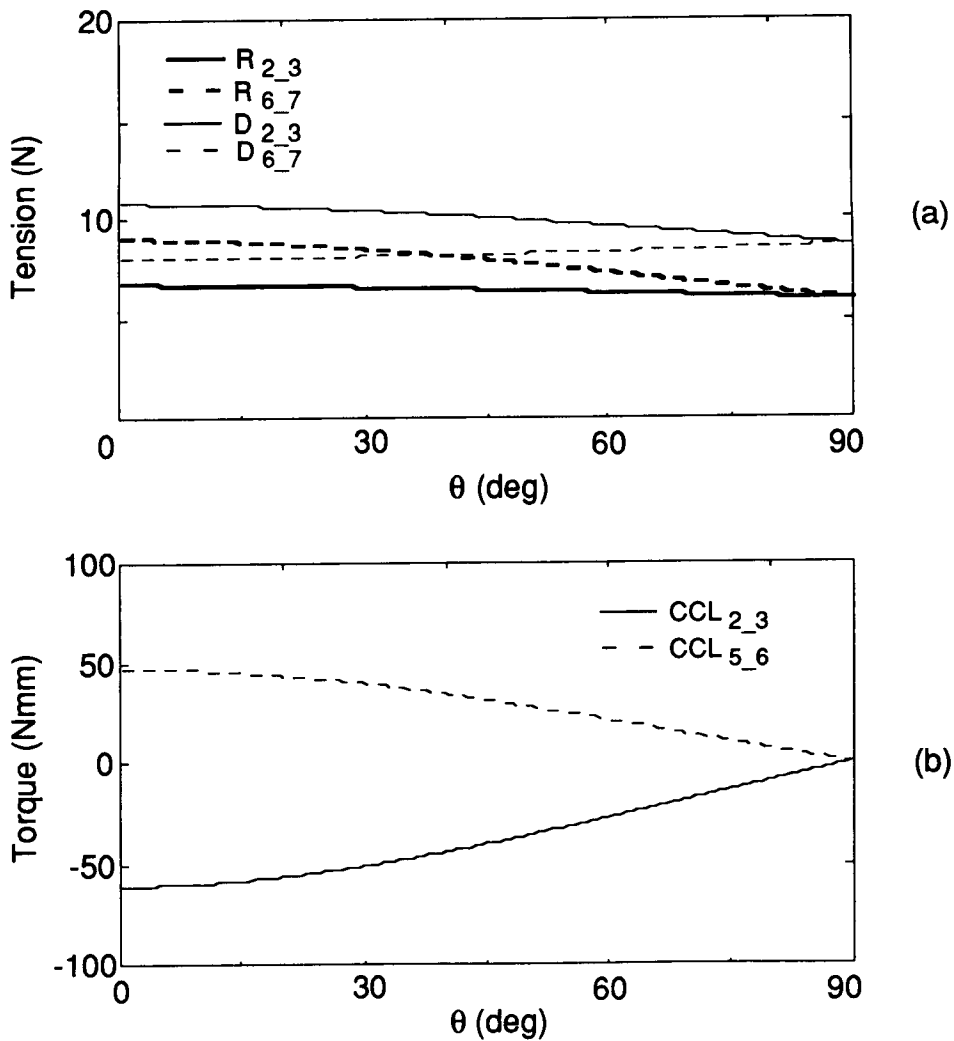 20
R 2_3
R 6_7
D 2_3
D 6_7
Tension (N)
10
(a)
0 30 60 90
θ (deg)
100
CCL 2_3
CCL 5_6
50
Torque (Nmm)
0
(b)
-50
-100
0 30 60 90
θ (deg)